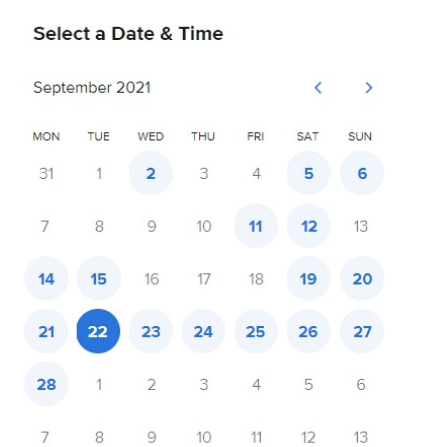 Select a Date & Time
September 2021
MON TUE WED THU FRI SAT SUN
31 1 2 3 4 5 6
7 8 9 10 11 12 13
14 15 16 17 18 19 20
21 22 23 24 25 26 27
28 1 2 3 4 5 6
7 8 9 10 11 12 13